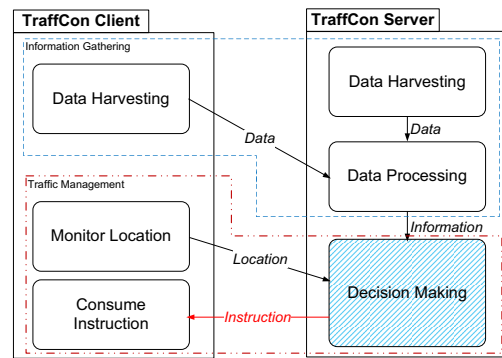 TraffCon Client
TraffCon Server
Information Gathering
Data Harvesting
Data Harvesting
Data
Data
Data Processing
Traffic Management
Information
Monitor Location
Location
Decision Making
Consume
Instruction
Instruction